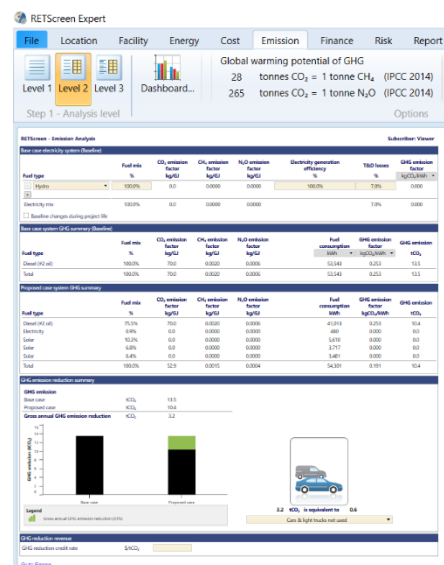 RETScreen Expert
File Location Facility Energy Cost Emission Finance Risk Report
Global warming potential of GHG
28 tonnes CO₂ = 1 tonne CH₄ (IPCC 2014)
265 tonnes CO₂ = 1 tonne N₂O (IPCC 2014)
Level 1 Level 2 Level 3 Dashboard...
Step 1 - Analysis level Options
RETScreen - Emission Analysis Subscriber: Viewer
Base case electricity system (Baseline)
Fuel mix CO₂ emission factor CH₄ emission factor N₂O emission factor Electricity generation efficiency T&D losses GHG emission factor
Fuel type % kg/GJ kg/GJ kg/GJ % % kgCO₂/kWh
Hydro 100.0% 0.0 0.0000 0.0000 100.0% 7.0% 0.000
Electricity mix 100.0% 0.0 0.0000 0.0000 7.0% 0.000
Baseline changes during project life
Base case system GHG summary (Baseline)
Fuel mix CO₂ emission factor CH₄ emission factor N₂O emission factor Fuel consumption GHG emission factor GHG emission
Fuel type % kg/GJ kg/GJ kg/GJ kWh kgCO₂/kWh tCO₂
Diesel (#2 oil) 100.0% 70.0 0.0020 0.0006 53,543 0.253 13.5
Total 100.0% 70.0 0.0020 0.0006 53,543 0.253 13.5
Proposed case system GHG summary
Fuel mix CO₂ emission factor CH₄ emission factor N₂O emission factor Fuel consumption GHG emission factor GHG emission
Fuel type % kg/GJ kg/GJ kg/GJ kWh kgCO₂/kWh tCO₂
Diesel (#2 oil) 75.5% 70.0 0.0020 0.0006 41,013 0.253 10.4
Electricity 0.9% 0.0 0.0000 0.0000 480 0.000 0.0
Solar 10.3% 0.0 0.0000 0.0000 5,610 0.000 0.0
Solar 6.8% 0.0 0.0000 0.0000 3,717 0.000 0.0
Solar 6.4% 0.0 0.0000 0.0000 3,481 0.000 0.0
Total 100.0% 52.9 0.0015 0.0004 54,301 0.191 10.4
GHG emission reduction summary
GHG emission
Base case tCO₂ 13.5
Proposed case tCO₂ 10.4
Gross annual GHG emission reduction tCO₂ 3.2
GHG emission (tCO₂)
Base case Proposed case
Legend
Gross annual GHG emission reduction
3.2 tCO₂ is equivalent to 0.6
Cars & light trucks not used
GHG reduction revenue
GHG reduction credit rate $/tCO₂